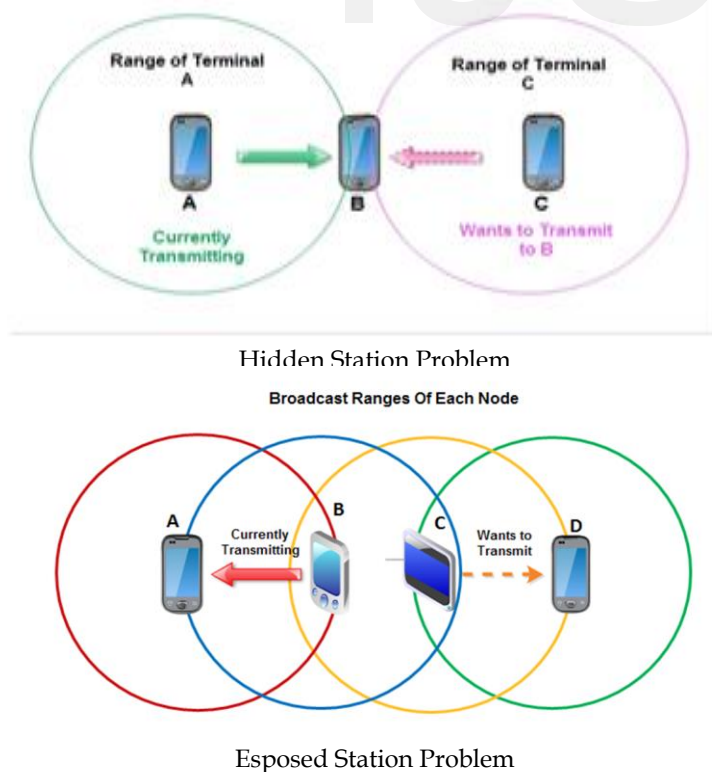 Range of Terminal
A
Range of Terminal
C
A
B
C
Currently
Transmitting
Wants to Transmit
to B
Hidden Station Problem
Broadcast Ranges Of Each Node
A
B
C
D
Currently
Transmitting
Wants to
Transmit
Esposed Station Problem